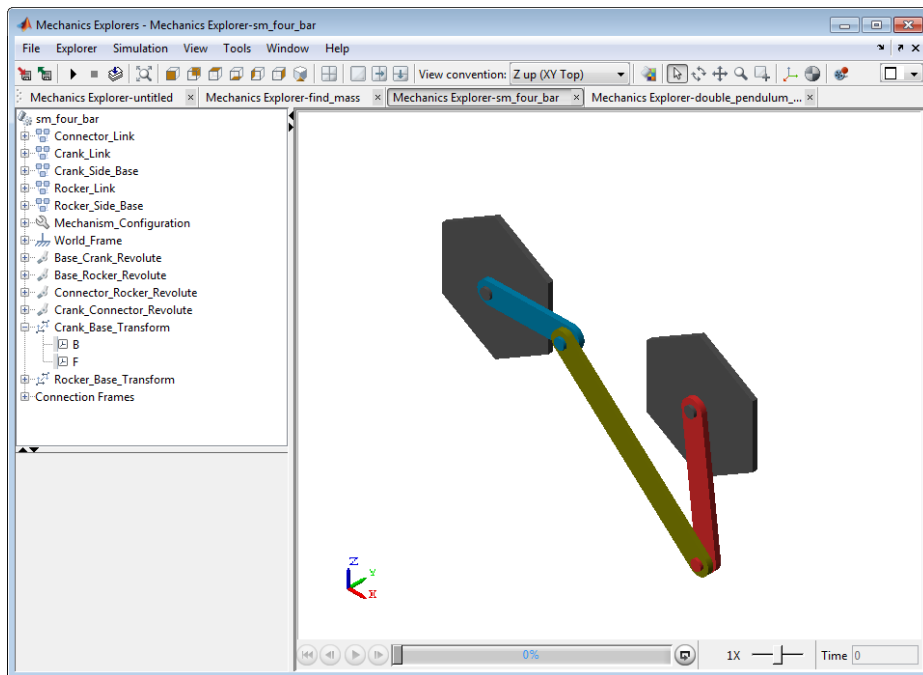 Mechanics Explorers - Mechanics Explorer-sm_four_bar
File Explorer Simulation View Tools Window Help
View convention: Z up (XY Top)
Mechanics Explorer-untitled × Mechanics Explorer-find_mass × Mechanics Explorer-sm_four_bar × Mechanics Explorer-double_pendulum_... ×
sm_four_bar
Connector_Link
Crank_Link
Crank_Side_Base
Rocker_Link
Rocker_Side_Base
Mechanism_Configuration
World_Frame
Base_Crank_Revolute
Base_Rocker_Revolute
Connector_Rocker_Revolute
Crank_Connector_Revolute
Crank_Base_Transform
B
F
Rocker_Base_Transform
Connection Frames
Z
Y
X
0%
1X
Time 0